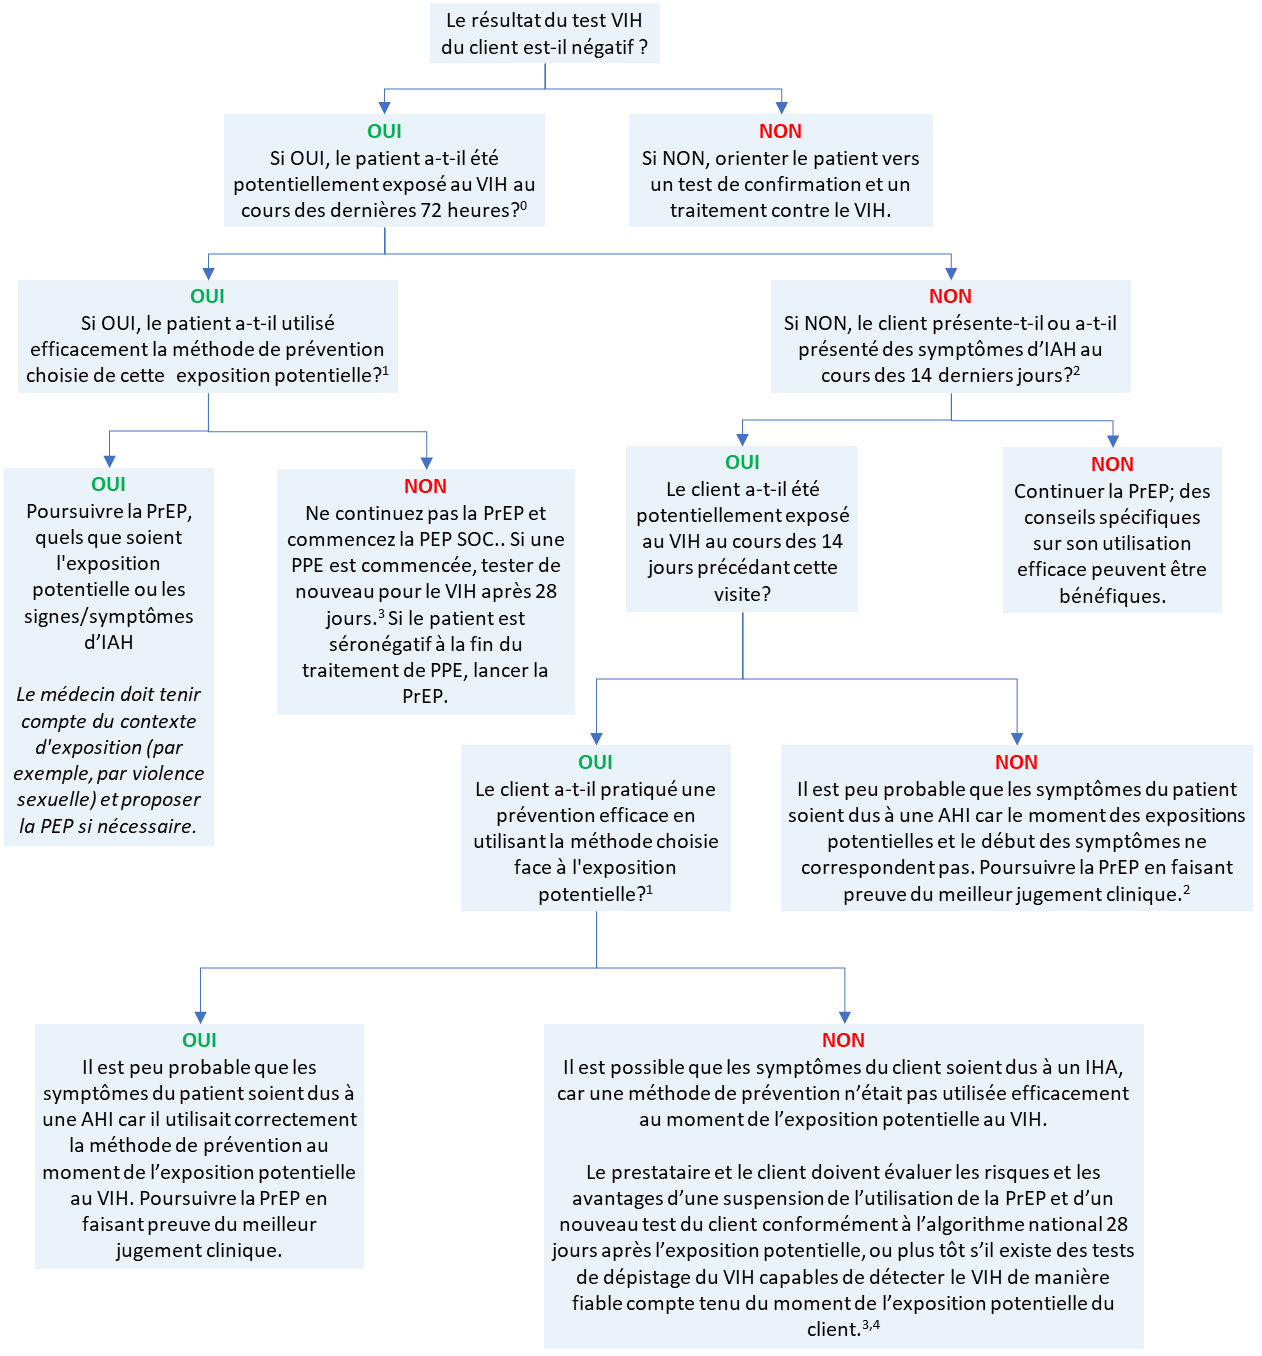 Le résultat du test VIH
du client est-il négatif ?
OUI
Si OUI, le patient a-t-il été
potentiellement exposé au VIH au
cours des dernières 72 heures?⁰
NON
Si NON, orienter le patient vers
un test de confirmation et un
traitement contre le VIH.
OUI
Si OUI, le patient a-t-il utilisé
efficacement la méthode de prévention
choisie de cette exposition potentielle?¹
NON
Si NON, le client présente-t-il ou a-t-il
présenté des symptômes d’IAH au
cours des 14 derniers jours?²
OUI
Poursuivre la PrEP,
quels que soient
l'exposition
potentielle ou les
signes/symptômes
d’IAH
Le médecin doit tenir
compte du contexte
d'exposition (par
exemple, par violence
sexuelle) et proposer
la PEP si nécessaire.
NON
Ne continuez pas la PrEP et
commencez la PEP SOC.. Si une
PPE est commencée, tester de
nouveau pour le VIH après 28
jours.³ Si le patient est
séronégatif à la fin du
traitement de PPE, lancer la
PrEP.
OUI
Le client a-t-il été
potentiellement exposé
au VIH au cours des 14
jours précédant cette
visite?
NON
Continuer la PrEP; des
conseils spécifiques
sur son utilisation
efficace peuvent être
bénéfiques.
OUI
Le client a-t-il pratiqué une
prévention efficace en
utilisant la méthode choisie
face à l'exposition
potentielle?¹
NON
Il est peu probable que les symptômes du patient
soient dus à une AHI car le moment des expositions
potentielles et le début des symptômes ne
correspondent pas. Poursuivre la PrEP en faisant
preuve du meilleur jugement clinique.²
OUI
Il est peu probable que les
symptômes du patient soient dus à
une AHI car il utilisait correctement
la méthode de prévention au
moment de l’exposition potentielle
au VIH. Poursuivre la PrEP en
faisant preuve du meilleur
jugement clinique.
NON
Il est possible que les symptômes du client soient dus à un IHA,
car une méthode de prévention n’était pas utilisée efficacement
au moment de l’exposition potentielle au VIH.
Le prestataire et le client doivent évaluer les risques et les
avantages d’une suspension de l’utilisation de la PrEP et d’un
nouveau test du client conformément à l’algorithme national 28
jours après l’exposition potentielle, ou plus tôt s’il existe des tests
de dépistage du VIH capables de détecter le VIH de manière
fiable compte tenu du moment de l’exposition potentielle du
client.³,⁴